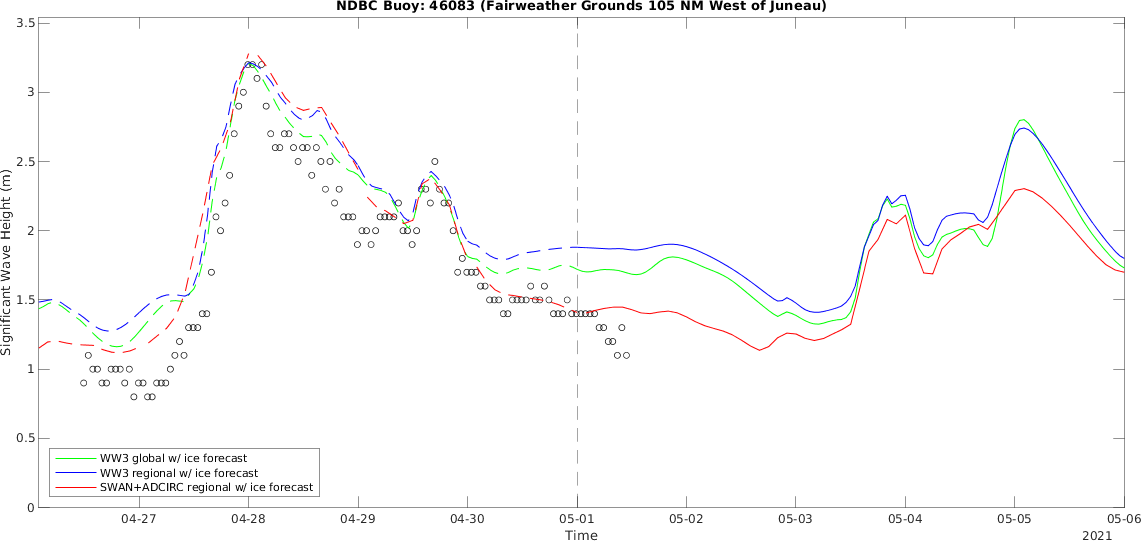 NDBC Buoy: 46083 (Fairweather Grounds 105 NM West of Juneau)
3.5
3
2.5
2
1.5
1
0.5
0
Significant Wave Height (m)
WW3 global w/ ice forecast
WW3 regional w/ ice forecast
SWAN+ADCIRC regional w/ ice forecast
04-27 04-28 04-29 04-30 05-01 05-02 05-03 05-04 05-05 05-06
Time
2021